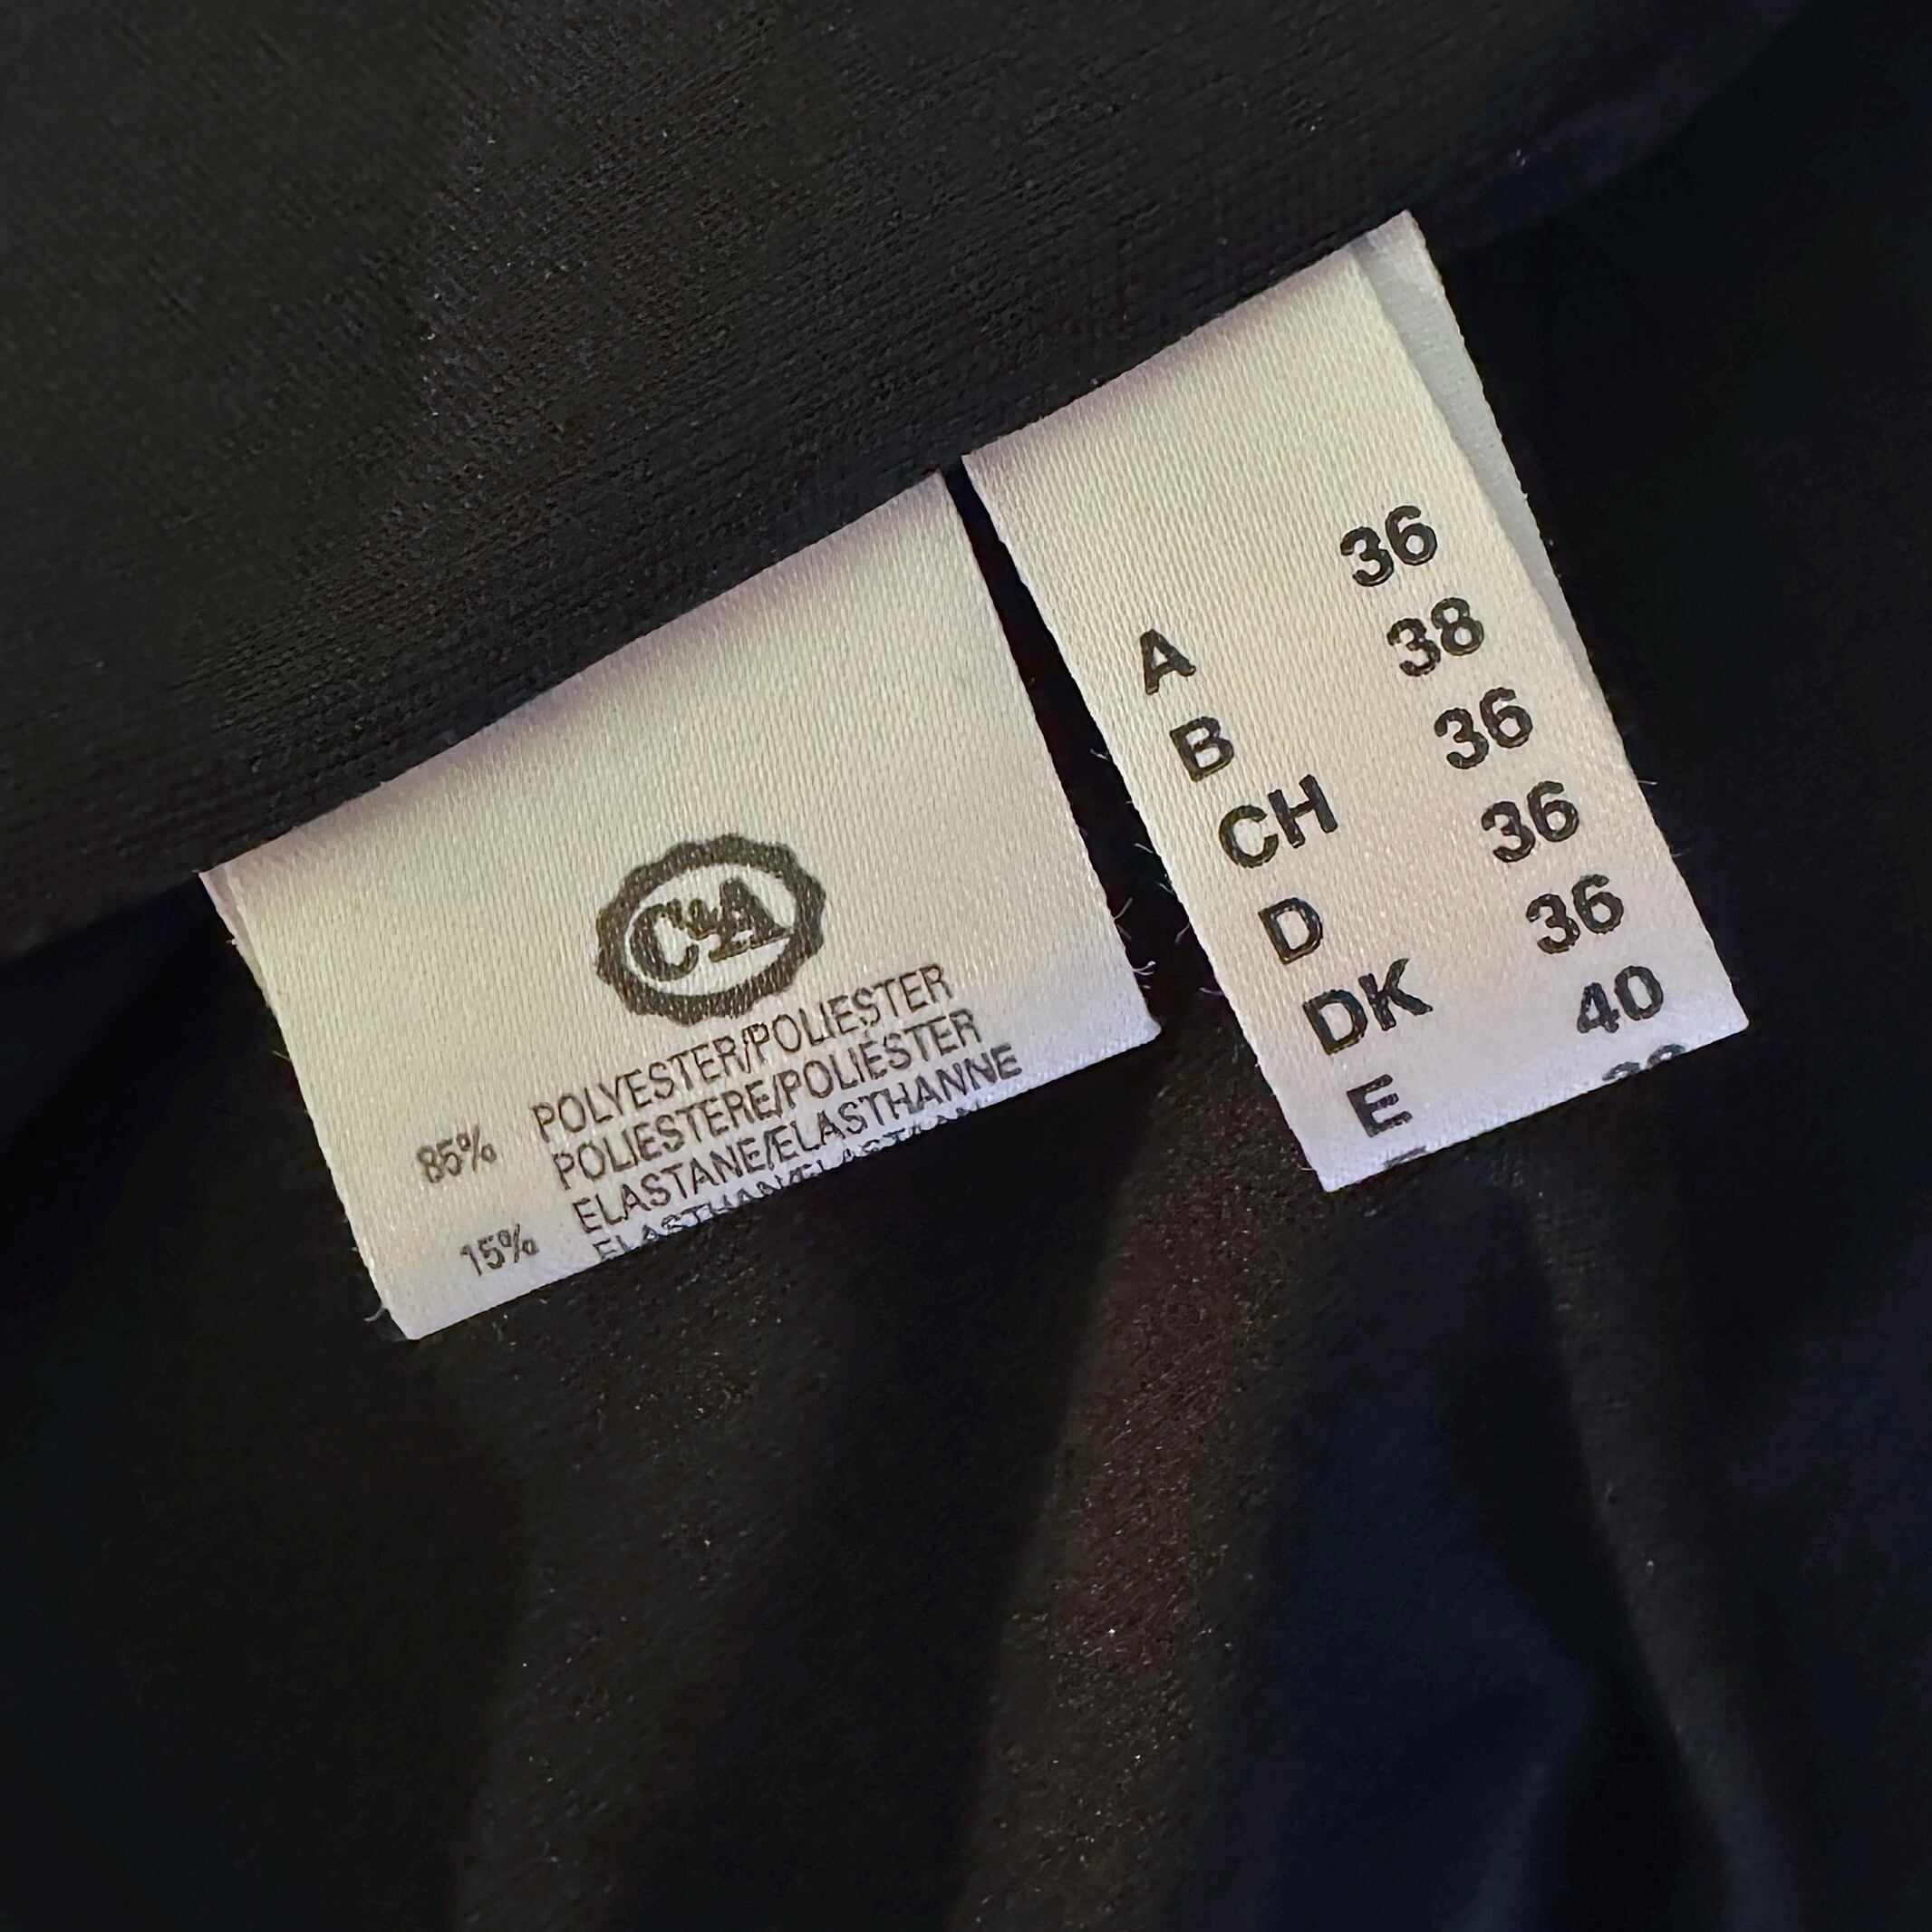 C&A
85% POLYESTER/POLIESTER
POLIESTERE/POLIÉSTER
15% ELASTANE/ELASTHANNE
A 36
B 38
CH 36
D 36
DK 36
E 40